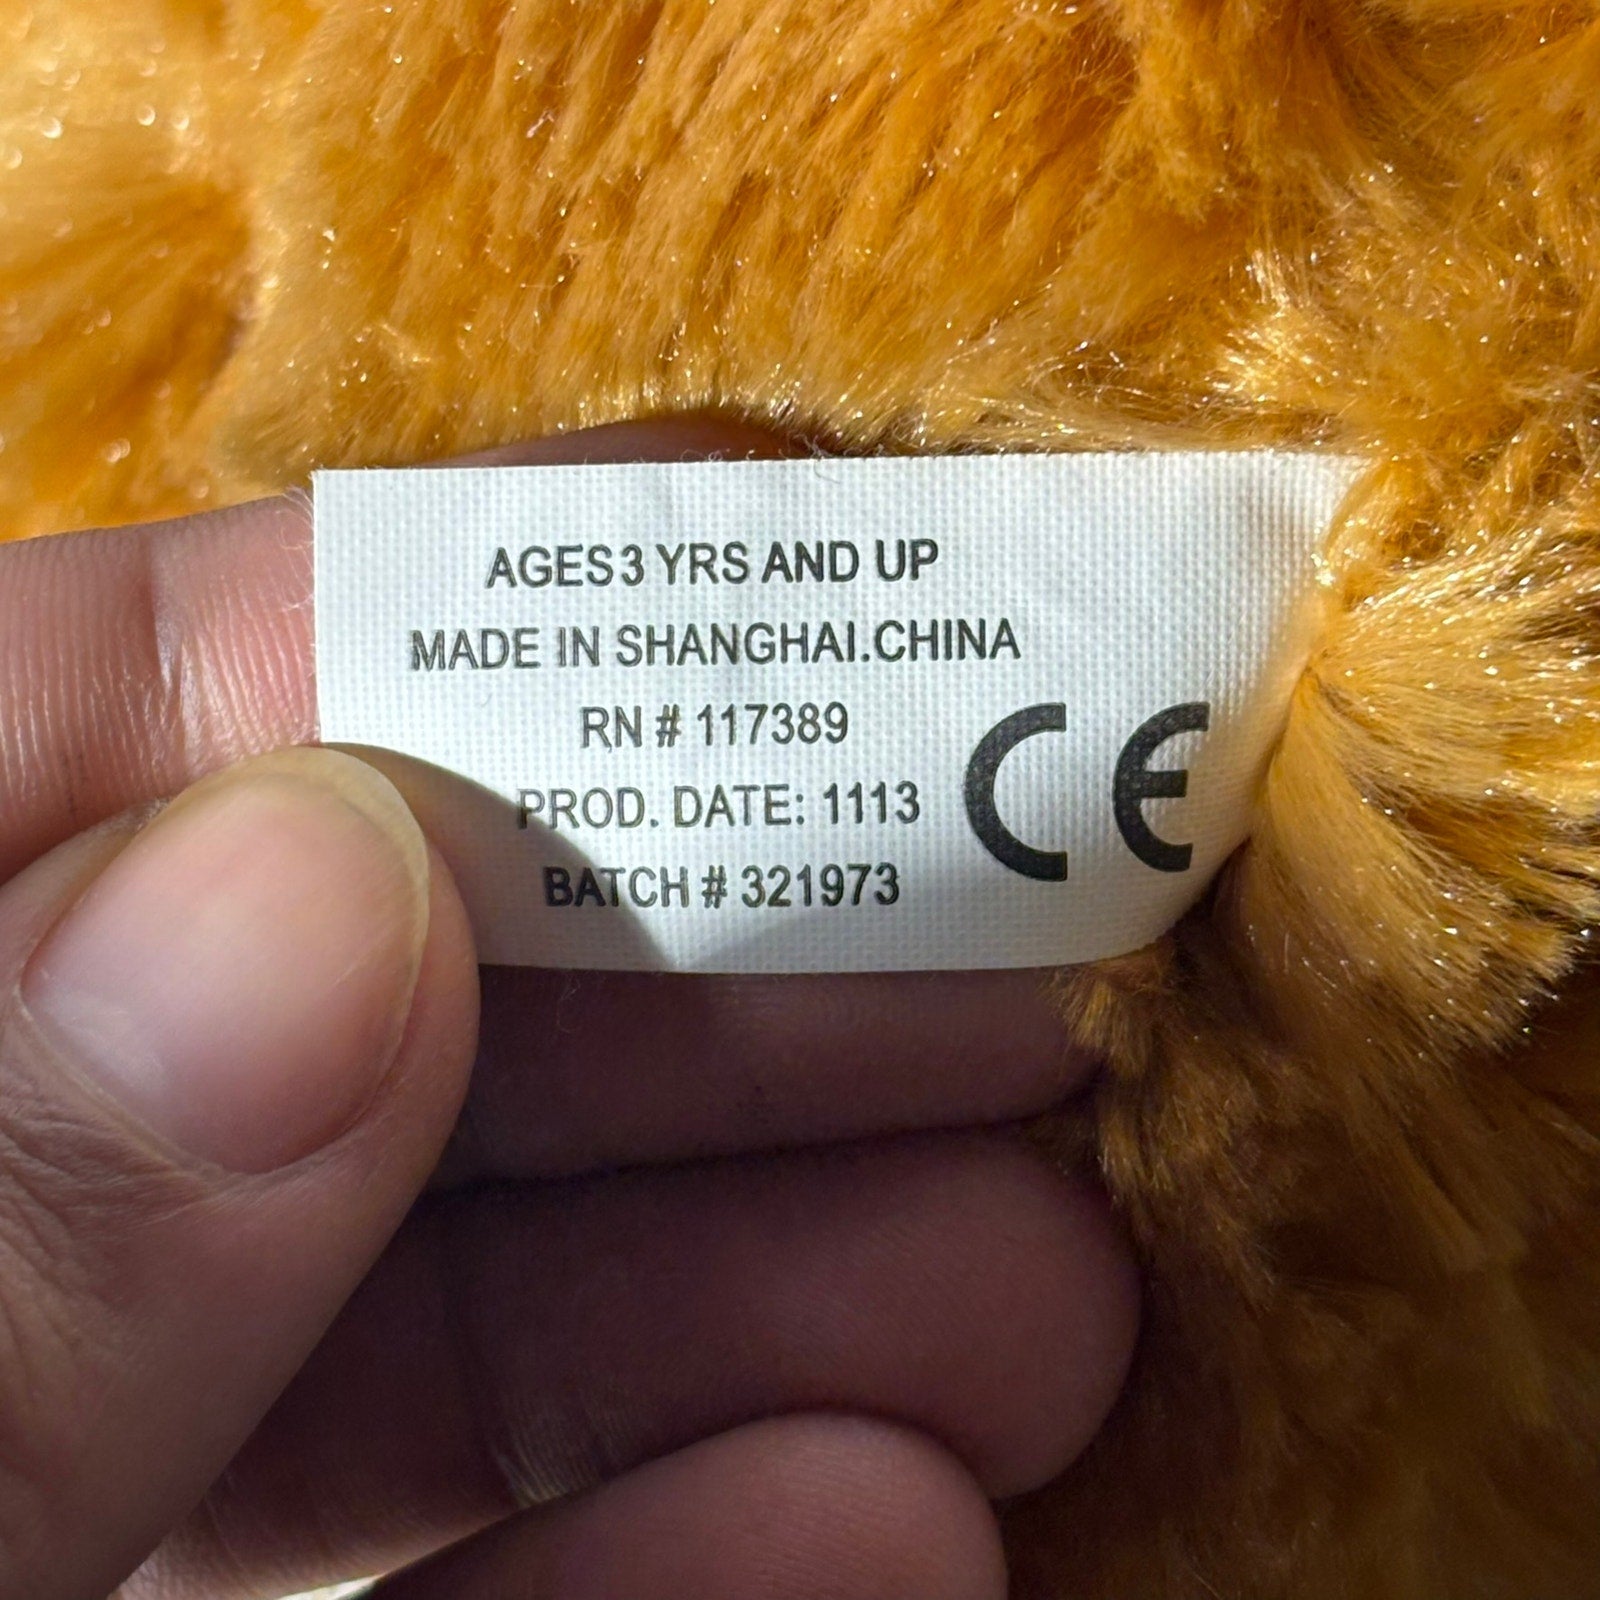 AGES 3 YRS AND UP
MADE IN SHANGHAI.CHINA
RN # 117389
PROD. DATE: 1113
BATCH # 321973
CE